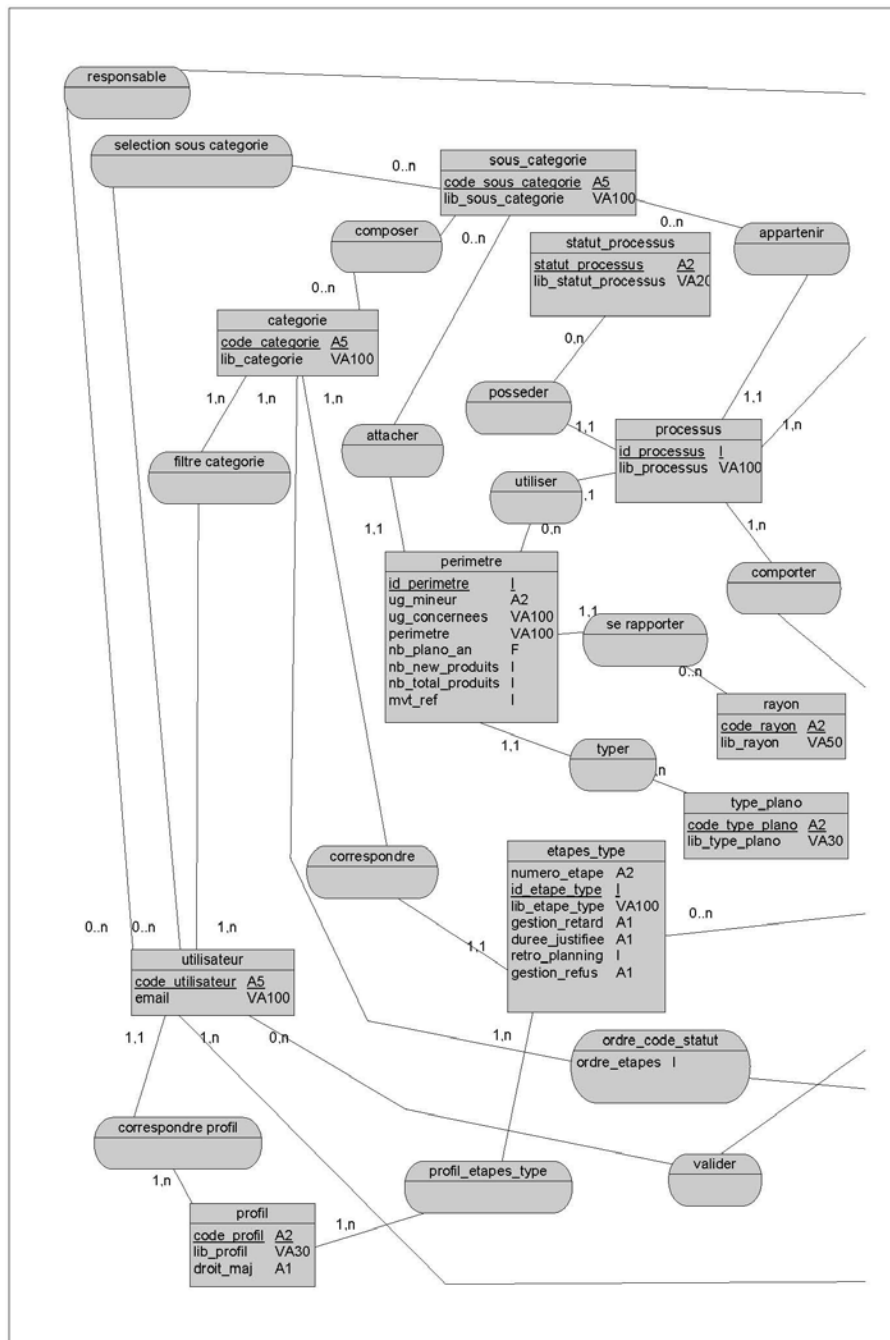 responsable
selection sous categorie
0..n
sous_categorie
code_sous_categorie A5
lib_sous_categorie VA100
composer
0..n
0..n
appartenir
statut_processus
statut_processus A2
lib_statut_processus VA20
0..n
categorie
code_categorie A5
lib_categorie VA100
0,n
1,n
1,n
1,n
posseder
1,1
1,1
attacher
processus
id_processus I
lib_processus VA100
1,n
filtre categorie
utiliser
,1
0,n
1,n
1,1
perimetre
id_perimetre I
ug_mineur A2
ug_concernees VA100
perimetre VA100
nb_plano_an F
nb_new_produits I
nb_total_produits I
mvt_ref I
comporter
1,1
se rapporter
0..n
rayon
code_rayon A2
lib_rayon VA50
1,1
typer
,n
type_plano
code_type_plano A2
lib_type_plano VA30
correspondre
etapes_type
numero_etape A2
id_etape_type I
lib_etape_type VA100
gestion_retard A1
duree_justifiee A1
retro_planning I
gestion_refus A1
0..n
0..n
0..n
1,n
1,1
utilisateur
code_utilisateur A5
email VA100
1,1
1,n
0,n
1,n
ordre_code_statut
ordre_etapes I
correspondre profil
1,n
profil_etapes_type
valider
profil
code_profil A2
lib_profil VA30
droit_maj A1
1,n